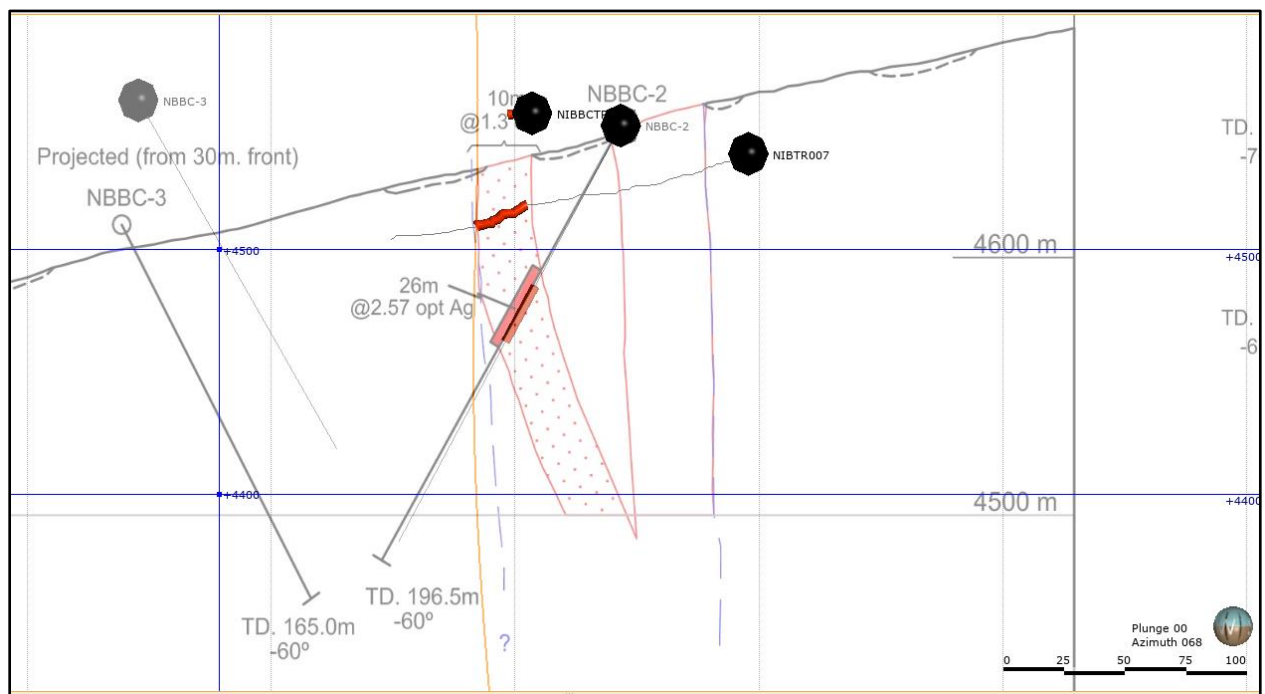 NBBC-3
10m
@1.3
NIBBCTR
NBBC-2
NBBC-2
NIBTR007
TD.
-7
Projected (from 30m. front)
NBBC-3
+4500
4600 m
+4500
26m
@2.57 opt Ag
TD.
-6
+4400
4500 m
+4400
TD. 196.5m
-60º
TD. 165.0m
-60º
?
Plunge 00
Azimuth 068
0 25 50 75 100